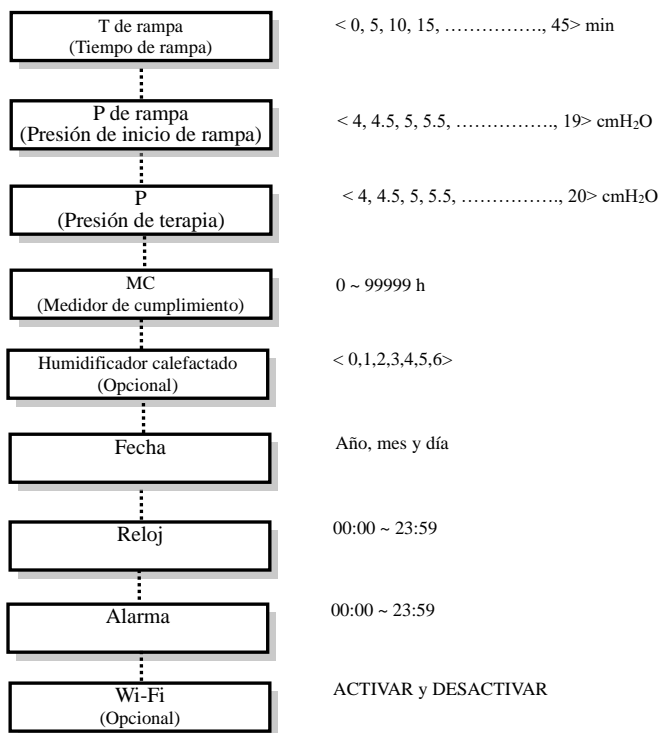 T de rampa
(Tiempo de rampa)
< 0, 5, 10, 15, ……………., 45> min
P de rampa
(Presión de inicio de rampa)
< 4, 4.5, 5, 5.5, ……………., 19> cmH₂O
P
(Presión de terapia)
< 4, 4.5, 5, 5.5, ……………., 20> cmH₂O
MC
(Medidor de cumplimiento)
0 ~ 99999 h
Humidificador calefactado
(Opcional)
< 0,1,2,3,4,5,6>
Fecha
Año, mes y día
Reloj
00:00 ~ 23:59
Alarma
00:00 ~ 23:59
Wi-Fi
(Opcional)
ACTIVAR y DESACTIVAR